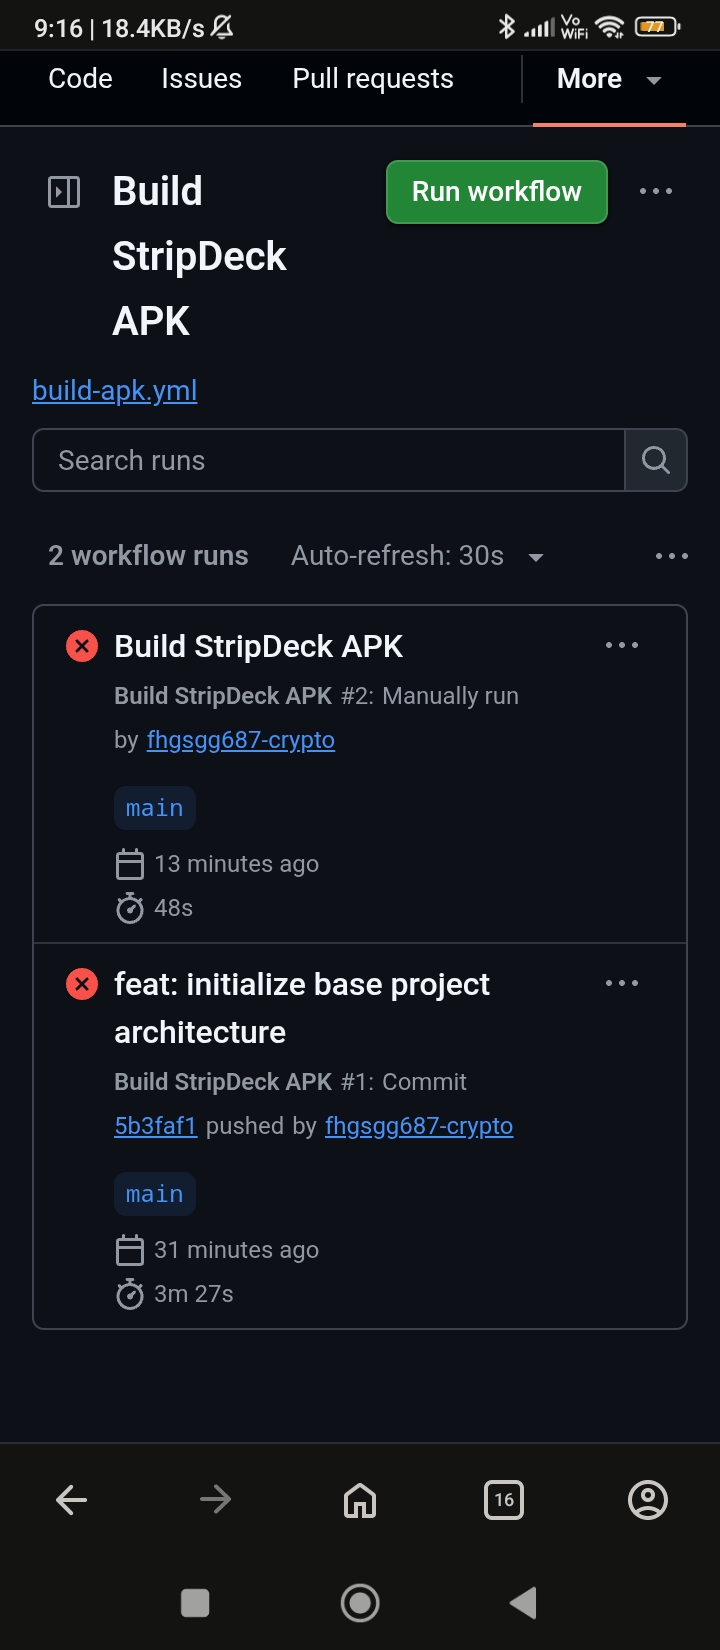 9:16 | 18.4KB/s
Vo
WiFi
77
Code Issues Pull requests More
Build
StripDeck
APK
Run workflow
build-apk.yml
Search runs
2 workflow runs Auto-refresh: 30s
Build StripDeck APK
Build StripDeck APK #2: Manually run
by fhgsgg687-crypto
main
13 minutes ago
48s
feat: initialize base project
architecture
Build StripDeck APK #1: Commit
5b3faf1 pushed by fhgsgg687-crypto
main
31 minutes ago
3m 27s
16